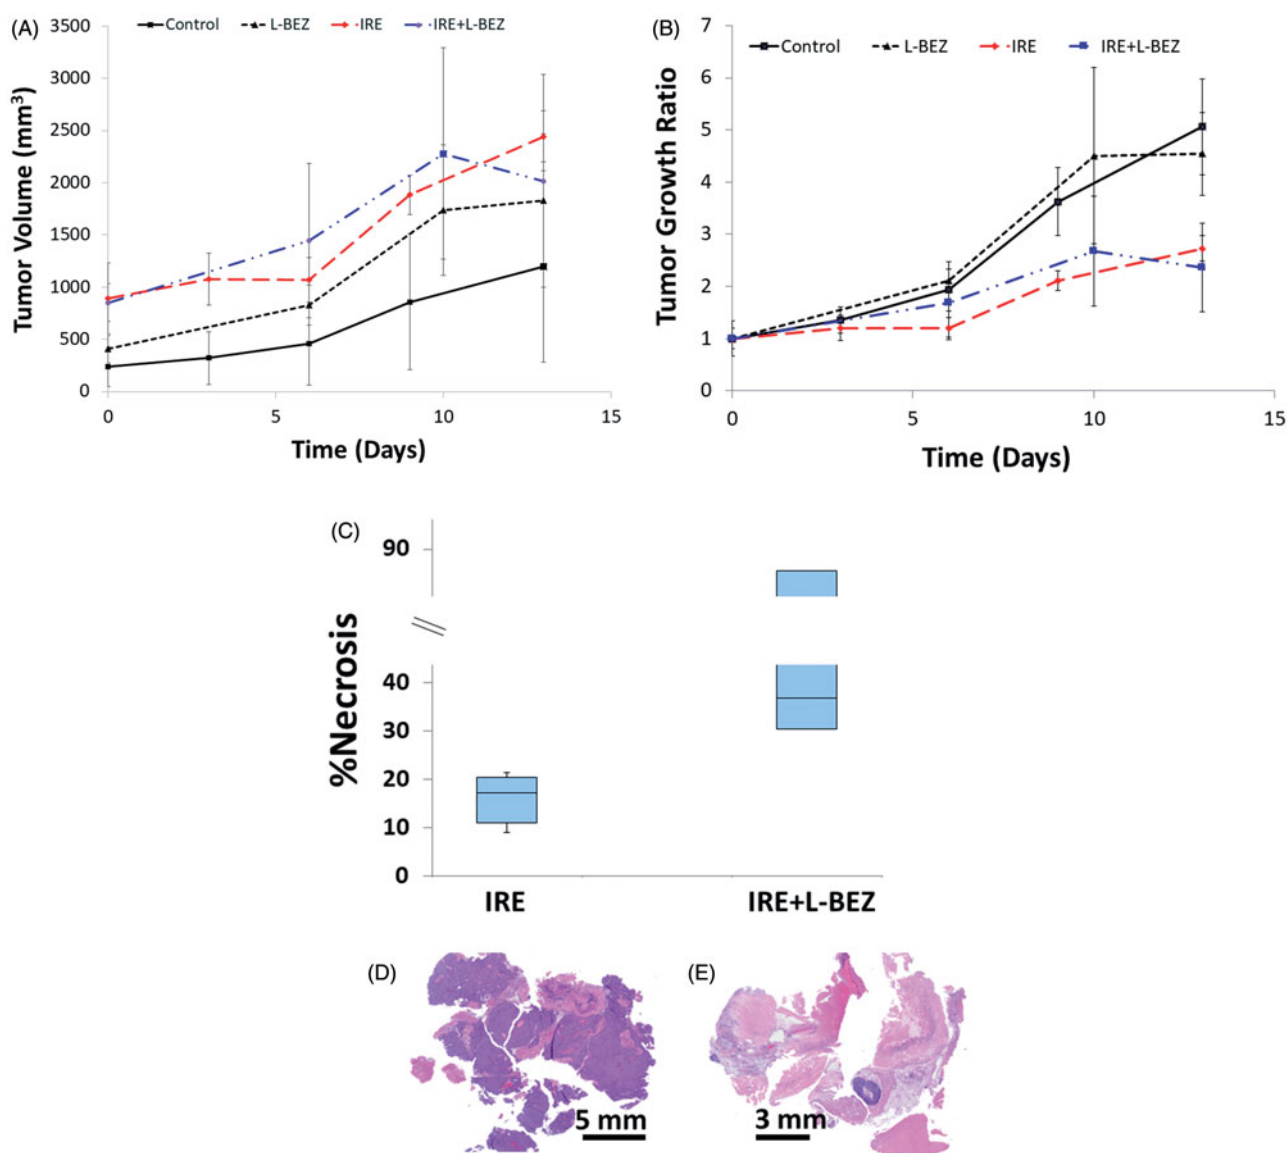 (A)
Control L-BEZ IRE IRE+L-BEZ
3500
3000
2500
2000
1500
1000
500
0
Tumor Volume (mm³)
0 5 10 15
Time (Days)
(B)
Control L-BEZ IRE IRE+L-BEZ
7
6
5
4
3
2
1
0
Tumor Growth Ratio
0 5 10 15
Time (Days)
(C)
90
40
30
20
10
0
%Necrosis
IRE IRE+L-BEZ
(D)
5 mm
(E)
3 mm